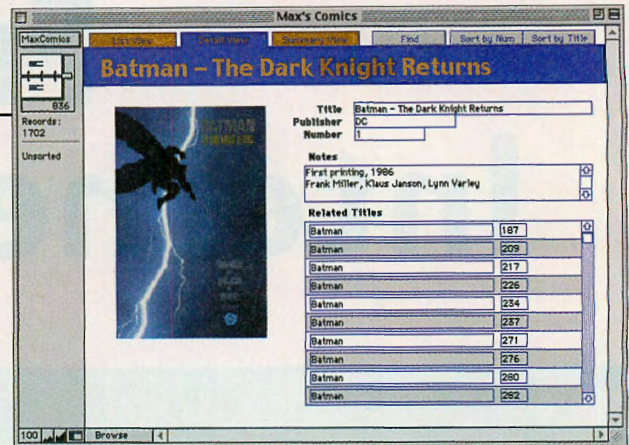 Max's Comics
MaxComics
List View
Detail View
Summary View
Find
Sort by Num
Sort by Title
Batman – The Dark Knight Returns
836
Records:
1702
Unsorted
BATMAN
Title Batman – The Dark Knight Returns
Publisher DC
Number 1
Notes
First printing, 1986
Frank Miller, Klaus Janson, Lynn Varley
Related Titles
Batman 187
Batman 209
Batman 217
Batman 226
Batman 234
Batman 237
Batman 271
Batman 276
Batman 280
Batman 282
100
Browse